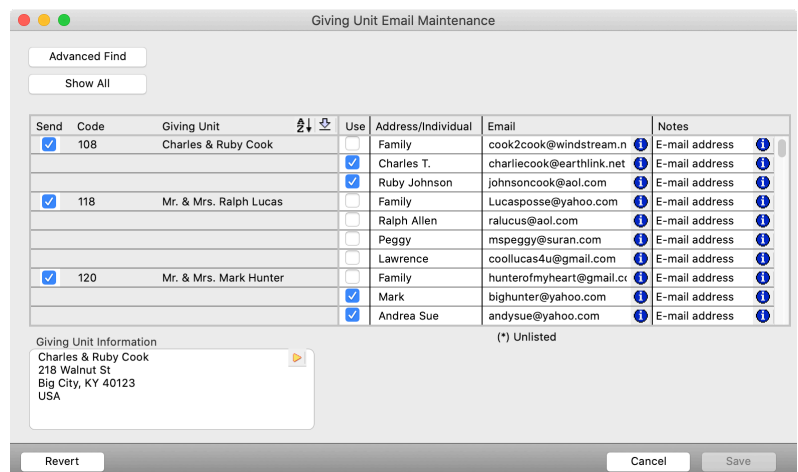 Giving Unit Email Maintenance
Advanced Find
Show All
Send Code Giving Unit Use Address/Individual Email Notes
108 Charles & Ruby Cook Family cook2cook@windstream.n E-mail address
Charles T. charliecook@earthlink.net E-mail address
Ruby Johnson johnsoncook@aol.com E-mail address
118 Mr. & Mrs. Ralph Lucas Family Lucasposse@yahoo.com E-mail address
Ralph Allen ralucus@aol.com E-mail address
Peggy mspeggy@suran.com E-mail address
Lawrence coollucas4u@gmail.com E-mail address
120 Mr. & Mrs. Mark Hunter Family hunterofmyheart@gmail.cc E-mail address
Mark bighunter@yahoo.com E-mail address
Andrea Sue andysue@yahoo.com E-mail address
(*) Unlisted
Giving Unit Information
Charles & Ruby Cook
218 Walnut St
Big City, KY 40123
USA
Revert Cancel Save